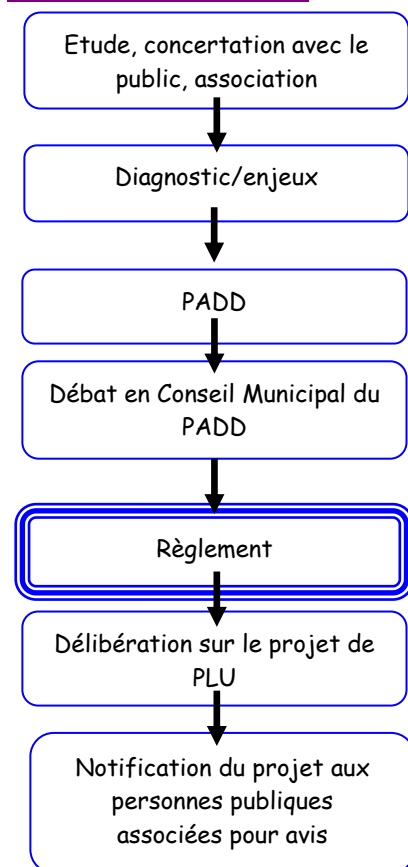 Etude, concertation avec le
public, association
Diagnostic/enjeux
PADD
Débat en Conseil Municipal du
PADD
Règlement
Délibération sur le projet de
PLU
Notification du projet aux
personnes publiques
associées pour avis